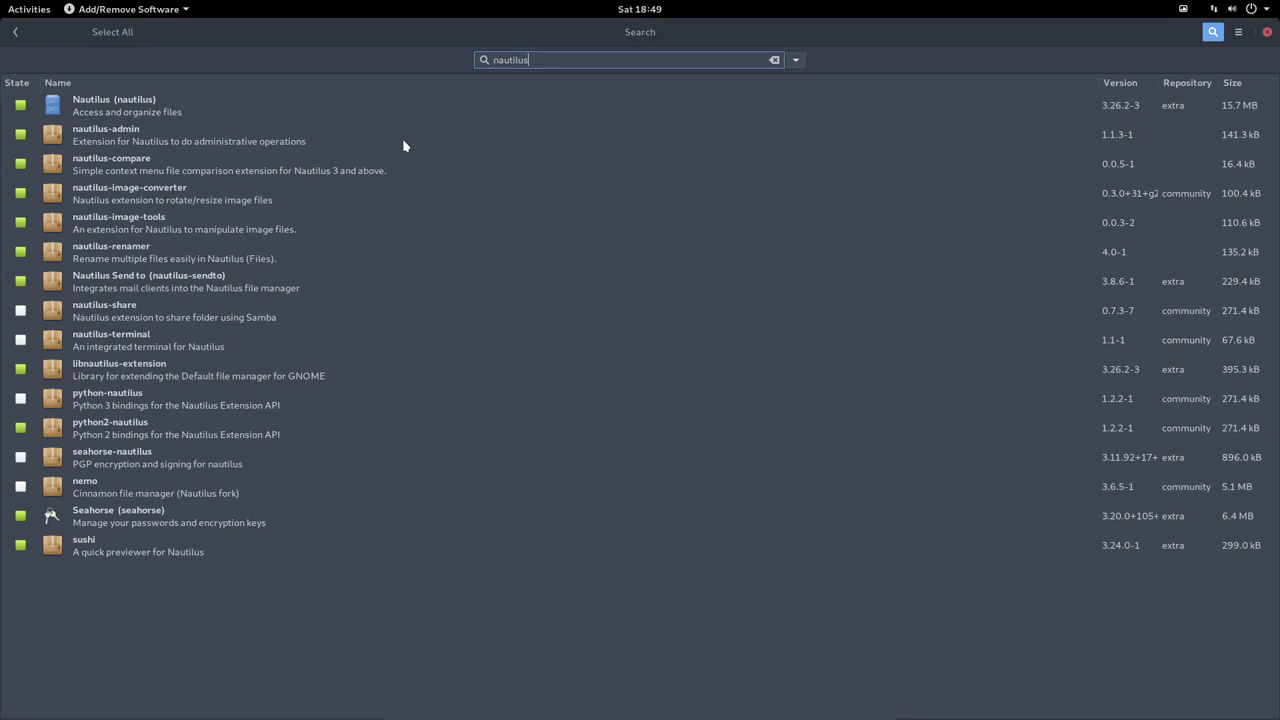 Activities Add/Remove Software Sat 18:49
Select All Search
nautilus
State Name Version Repository Size
Nautilus (nautilus)
Access and organize files 3.26.2-3 extra 15.7 MB
nautilus-admin
Extension for Nautilus to do administrative operations 1.1.3-1 141.3 kB
nautilus-compare
Simple context menu file comparison extension for Nautilus 3 and above. 0.0.5-1 16.4 kB
nautilus-image-converter
Nautilus extension to rotate/resize image files 0.3.0+31+g2 community 100.4 kB
nautilus-image-tools
An extension for Nautilus to manipulate image files. 0.0.3-2 110.6 kB
nautilus-renamer
Rename multiple files easily in Nautilus (Files). 4.0-1 135.2 kB
Nautilus Send to (nautilus-sendto)
Integrates mail clients into the Nautilus file manager 3.8.6-1 extra 229.4 kB
nautilus-share
Nautilus extension to share folder using Samba 0.7.3-7 community 271.4 kB
nautilus-terminal
An integrated terminal for Nautilus 1.1-1 community 67.6 kB
libnautilus-extension
Library for extending the Default file manager for GNOME 3.26.2-3 extra 395.3 kB
python-nautilus
Python 3 bindings for the Nautilus Extension API 1.2.2-1 community 271.4 kB
python2-nautilus
Python 2 bindings for the Nautilus Extension API 1.2.2-1 community 271.4 kB
seahorse-nautilus
PGP encryption and signing for nautilus 3.11.92+17+ extra 896.0 kB
nemo
Cinnamon file manager (Nautilus fork) 3.6.5-1 community 5.1 MB
Seahorse (seahorse)
Manage your passwords and encryption keys 3.20.0+105+ extra 6.4 MB
sushi
A quick previewer for Nautilus 3.24.0-1 extra 299.0 kB